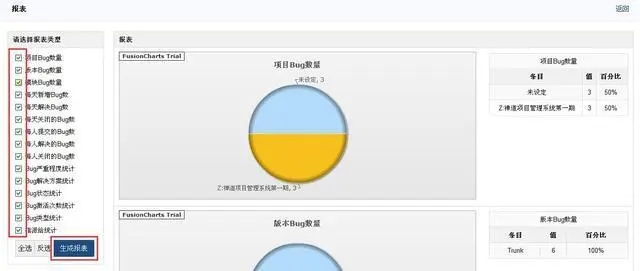 报表
返回
请选择报表类型
项目Bug数量
版本Bug数量
模块Bug数量
每天新增Bug数
每天解决Bug数
每天关闭的Bug数
每人提交的Bug数
每人解决的Bug数
每人关闭的Bug数
Bug严重程度统计
Bug解决方案统计
Bug状态统计
Bug激活次数统计
Bug类型统计
指派给统计
全选 反选 生成报表
报表
FusionCharts Trial
项目Bug数量
未设定, 3
Z:禅道项目管理系统第一期, 3
项目Bug数量
条目 值 百分比
未设定 3 50%
Z:禅道项目管理系统第一期 3 50%
FusionCharts Trial
版本Bug数量
版本Bug数量
条目 值 百分比
Trunk 6 100%